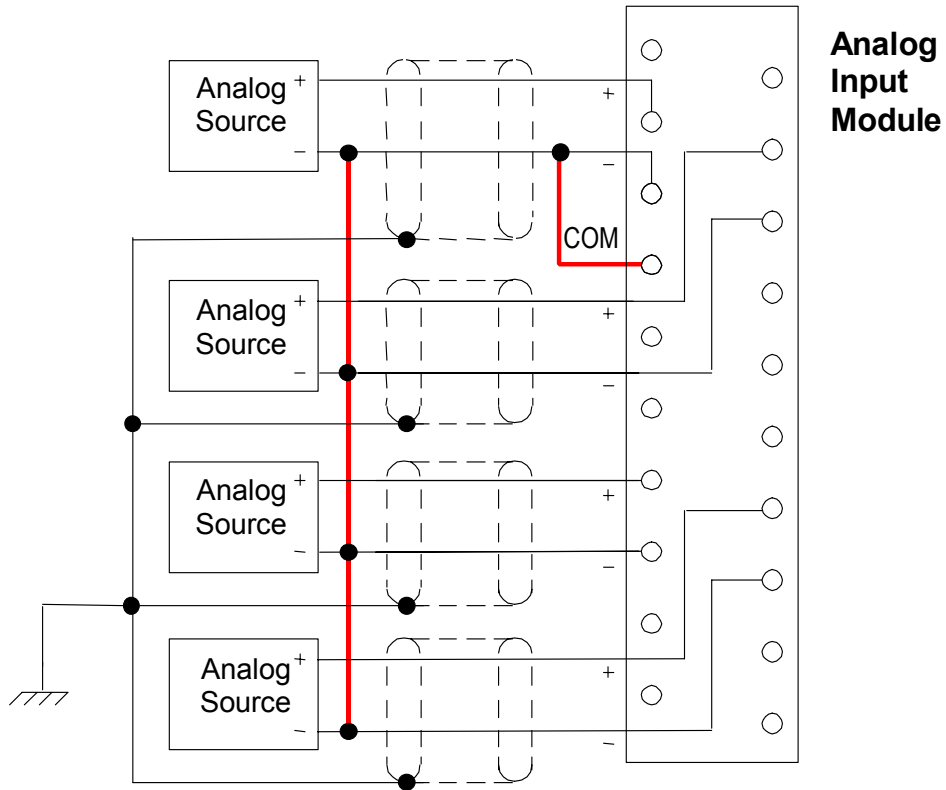 Analog
Input
Module
Analog
Source
+
−
+
−
COM
Analog
Source
+
−
+
−
Analog
Source
+
−
+
−
Analog
Source
+
−
+
−